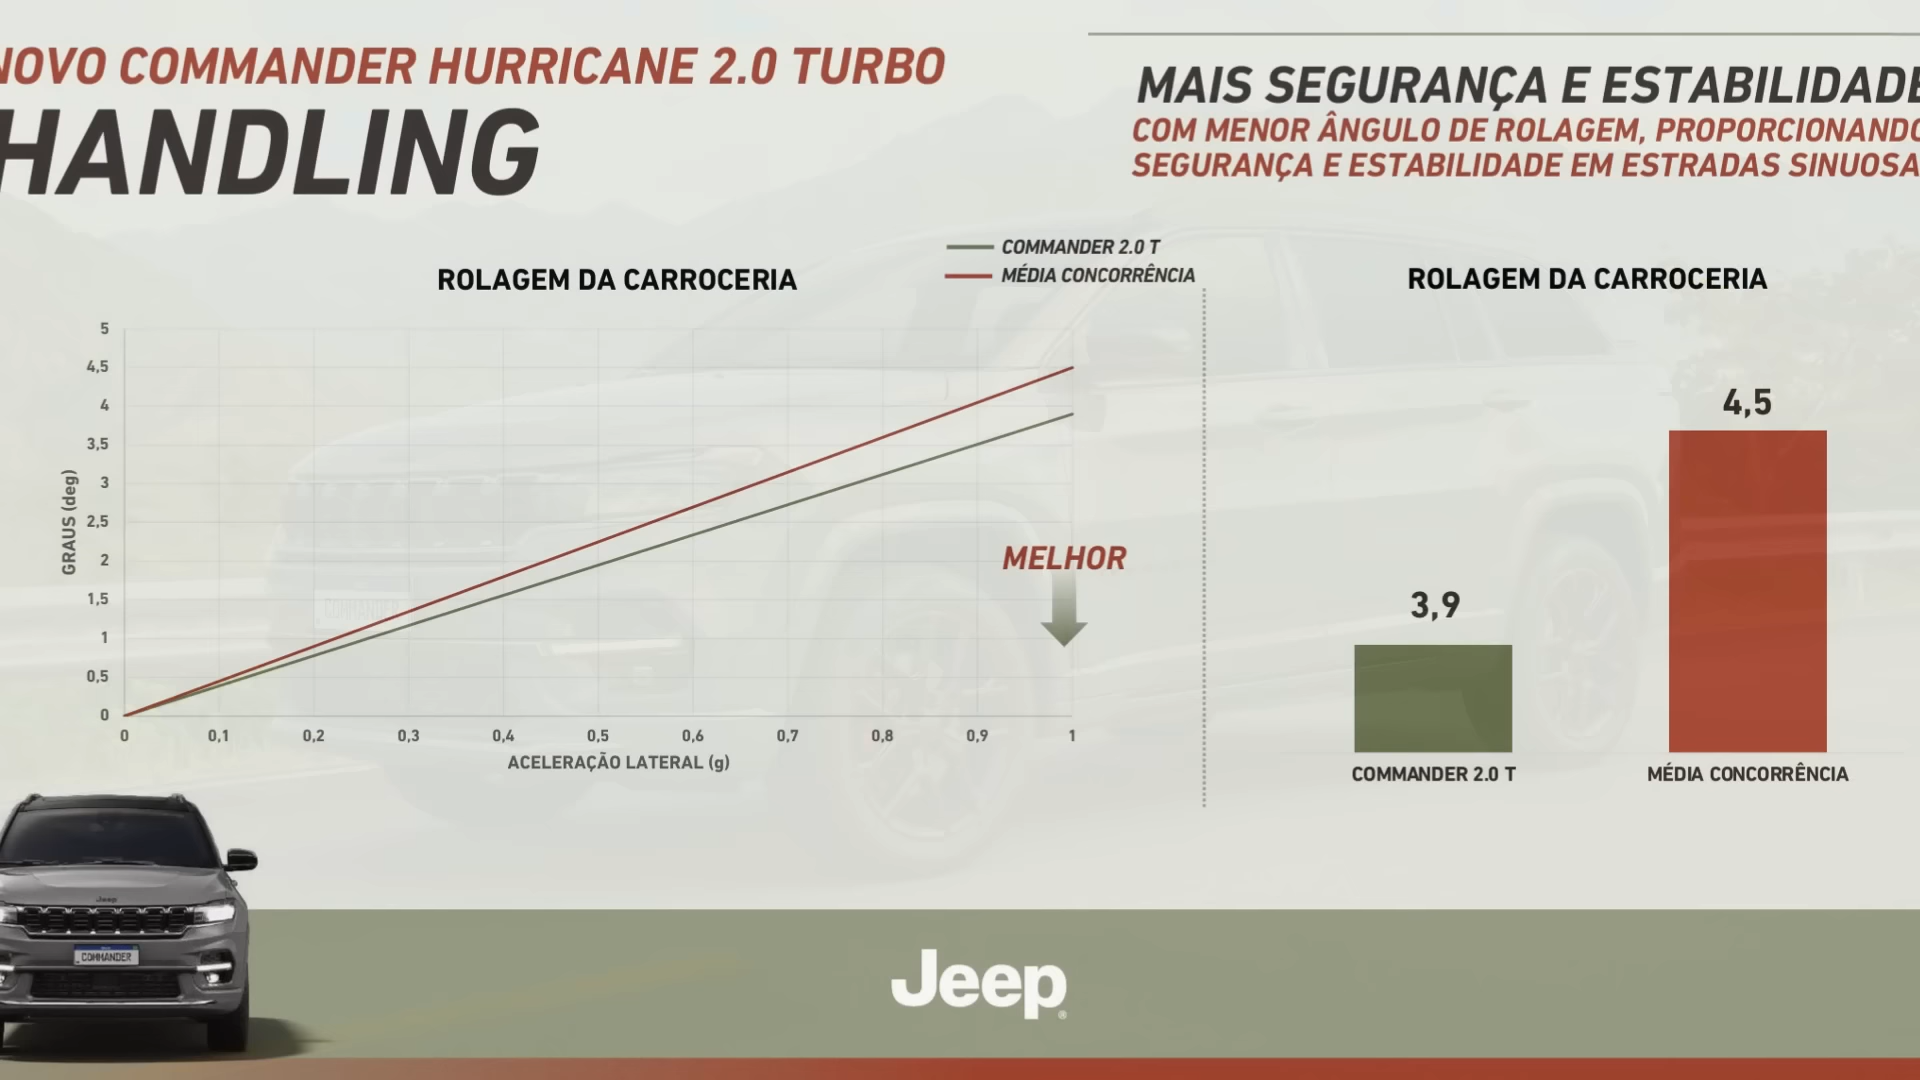 NOVO COMMANDER HURRICANE 2.0 TURBO
HANDLING
MAIS SEGURANÇA E ESTABILIDADE
COM MENOR ÂNGULO DE ROLAGEM, PROPORCIONANDO
SEGURANÇA E ESTABILIDADE EM ESTRADAS SINUOSA
COMMANDER 2.0 T
MÉDIA CONCORRÊNCIA
ROLAGEM DA CARROCERIA
5
4,5
4
3,5
3
2,5
2
1,5
1
0,5
0
GRAUS (deg)
0 0,1 0,2 0,3 0,4 0,5 0,6 0,7 0,8 0,9 1
ACELERAÇÃO LATERAL (g)
MELHOR
ROLAGEM DA CARROCERIA
4,5
3,9
COMMANDER 2.0 T MÉDIA CONCORRÊNCIA
Jeep
COMMANDER
Jeep